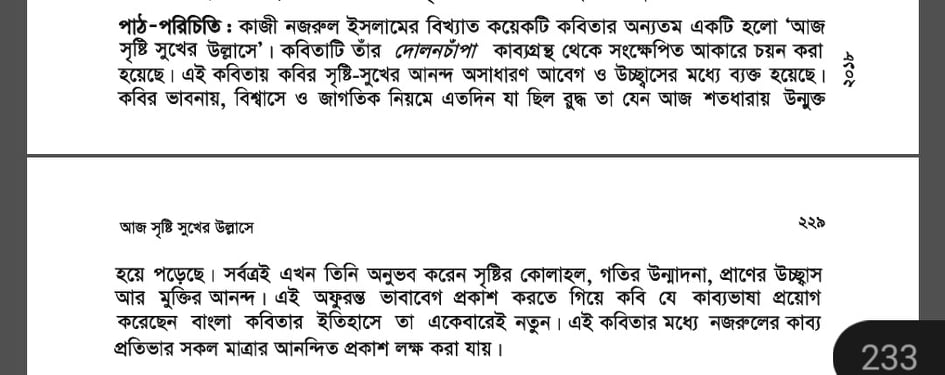 পাঠ-পরিচিতি : কাজী নজরুল ইসলামের বিখ্যাত কয়েকটি কবিতার অন্যতম একটি হলো ‘আজ
সৃষ্টি সুখের উল্লাসে’। কবিতাটি তাঁর দোলনচাঁপা কাব্যগ্রন্থ থেকে সংক্ষেপিত আকারে চয়ন করা
হয়েছে। এই কবিতায় কবির সৃষ্টি-সুখের আনন্দ অসাধারণ আবেগ ও উচ্ছ্বাসের মধ্যে ব্যক্ত হয়েছে।
কবির ভাবনায়, বিশ্বাসে ও জাগতিক নিয়মে এতদিন যা ছিল রুদ্ধ তা যেন আজ শতধারায় উন্মুক্ত
২০১৮
আজ সৃষ্টি সুখের উল্লাসে
২২৯
হয়ে পড়েছে। সর্বত্রই এখন তিনি অনুভব করেন সৃষ্টির কোলাহল, গতির উন্মাদনা, প্রাণের উচ্ছ্বাস
আর মুক্তির আনন্দ। এই অফুরন্ত ভাবাবেগ প্রকাশ করতে গিয়ে কবি যে কাব্যভাষা প্রয়োগ
করেছেন বাংলা কবিতার ইতিহাসে তা একেবারেই নতুন। এই কবিতার মধ্যে নজরুলের কাব্য
প্রতিভার সকল মাত্রার আনন্দিত প্রকাশ লক্ষ করা যায়।
233